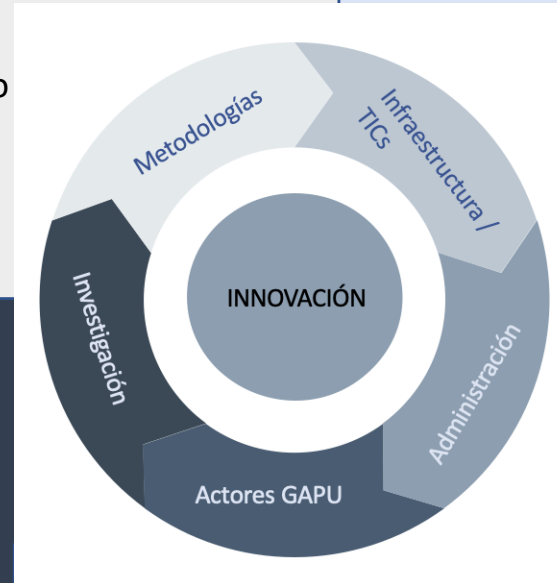 Metodologías
Infraestructura /
TICs
INNOVACIÓN
Investigación
Administración
Actores GAPU